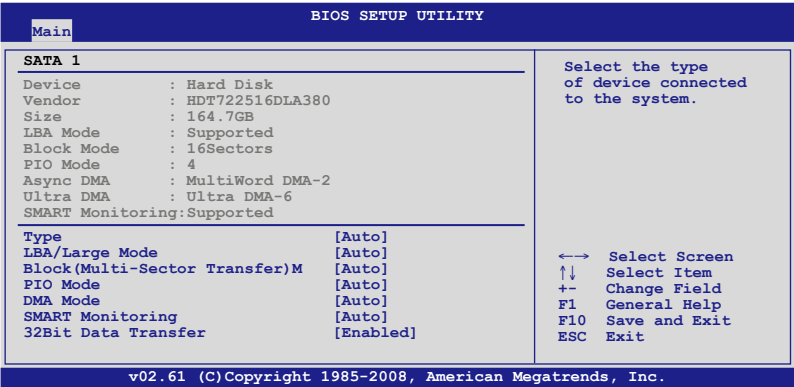 BIOS SETUP UTILITY
Main
SATA 1
Device : Hard Disk
Vendor : HDT722516DLA380
Size : 164.7GB
LBA Mode : Supported
Block Mode : 16Sectors
PIO Mode : 4
Async DMA : MultiWord DMA-2
Ultra DMA : Ultra DMA-6
SMART Monitoring:Supported
Type [Auto]
LBA/Large Mode [Auto]
Block(Multi-Sector Transfer)M [Auto]
PIO Mode [Auto]
DMA Mode [Auto]
SMART Monitoring [Auto]
32Bit Data Transfer [Enabled]
Select the type
of device connected
to the system.
←→ Select Screen
↑↓ Select Item
+- Change Field
F1 General Help
F10 Save and Exit
ESC Exit
v02.61 (C)Copyright 1985-2008, American Megatrends, Inc.